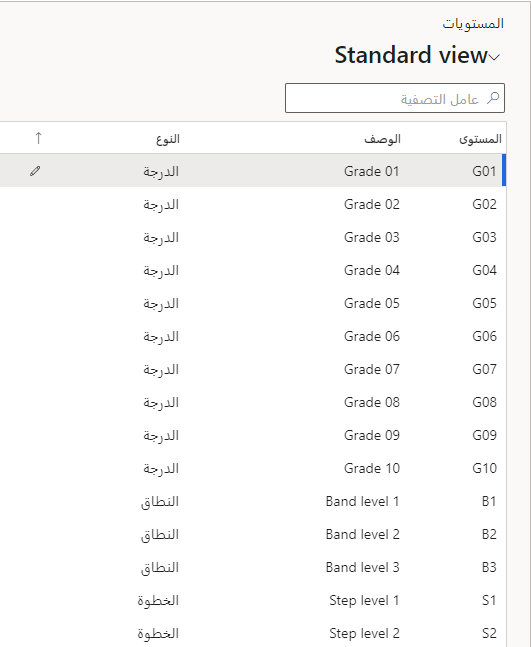 المستويات
Standard view
عامل التصفية
المستوى الوصف النوع
G01 Grade 01 الدرجة
G02 Grade 02 الدرجة
G03 Grade 03 الدرجة
G04 Grade 04 الدرجة
G05 Grade 05 الدرجة
G06 Grade 06 الدرجة
G07 Grade 07 الدرجة
G08 Grade 08 الدرجة
G09 Grade 09 الدرجة
G10 Grade 10 الدرجة
B1 Band level 1 النطاق
B2 Band level 2 النطاق
B3 Band level 3 النطاق
S1 Step level 1 الخطوة
S2 Step level 2 الخطوة